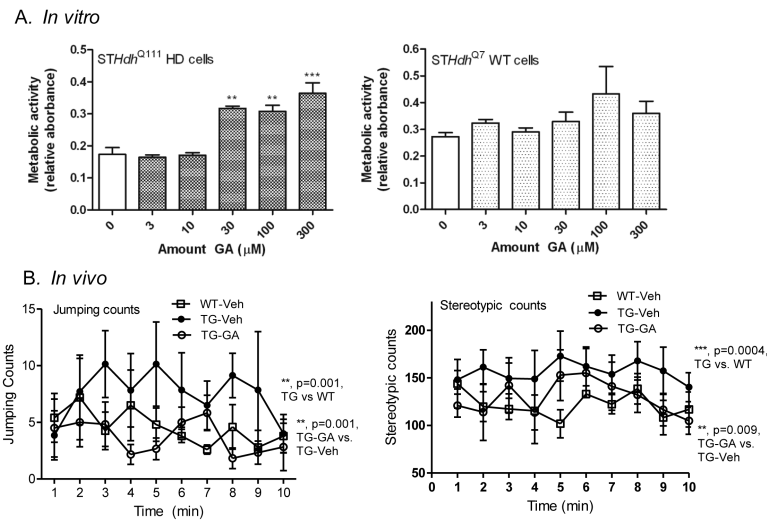 A. In vitro
STHdhQ111 HD cells
Metabolic activity
(relative absorbance)
0.5
0.4
0.3
0.2
0.1
0.0
**
**
***
0
3
10
30
100
300
Amount GA (μM)
STHdhQ7 WT cells
Metabolic activity
(relative absorbance)
0.6
0.5
0.4
0.3
0.2
0.1
0.0
0
3
10
30
100
300
Amount GA (μM)
B. In vivo
Jumping counts
WT-Veh
TG-Veh
TG-GA
Jumping Counts
15
10
5
0
1 2 3 4 5 6 7 8 9 10
Time (min)
**, p=0.001,
TG vs WT
**, p=0.001,
TG-GA vs.
TG-Veh
Stereotypic counts
WT-Veh
TG-Veh
TG-GA
Stereotypic counts
200
150
100
50
0 1 2 3 4 5 6 7 8 9 10
Time (min)
***, p=0.0004,
TG vs. WT
**, p=0.009,
TG-GA vs.
TG-Veh